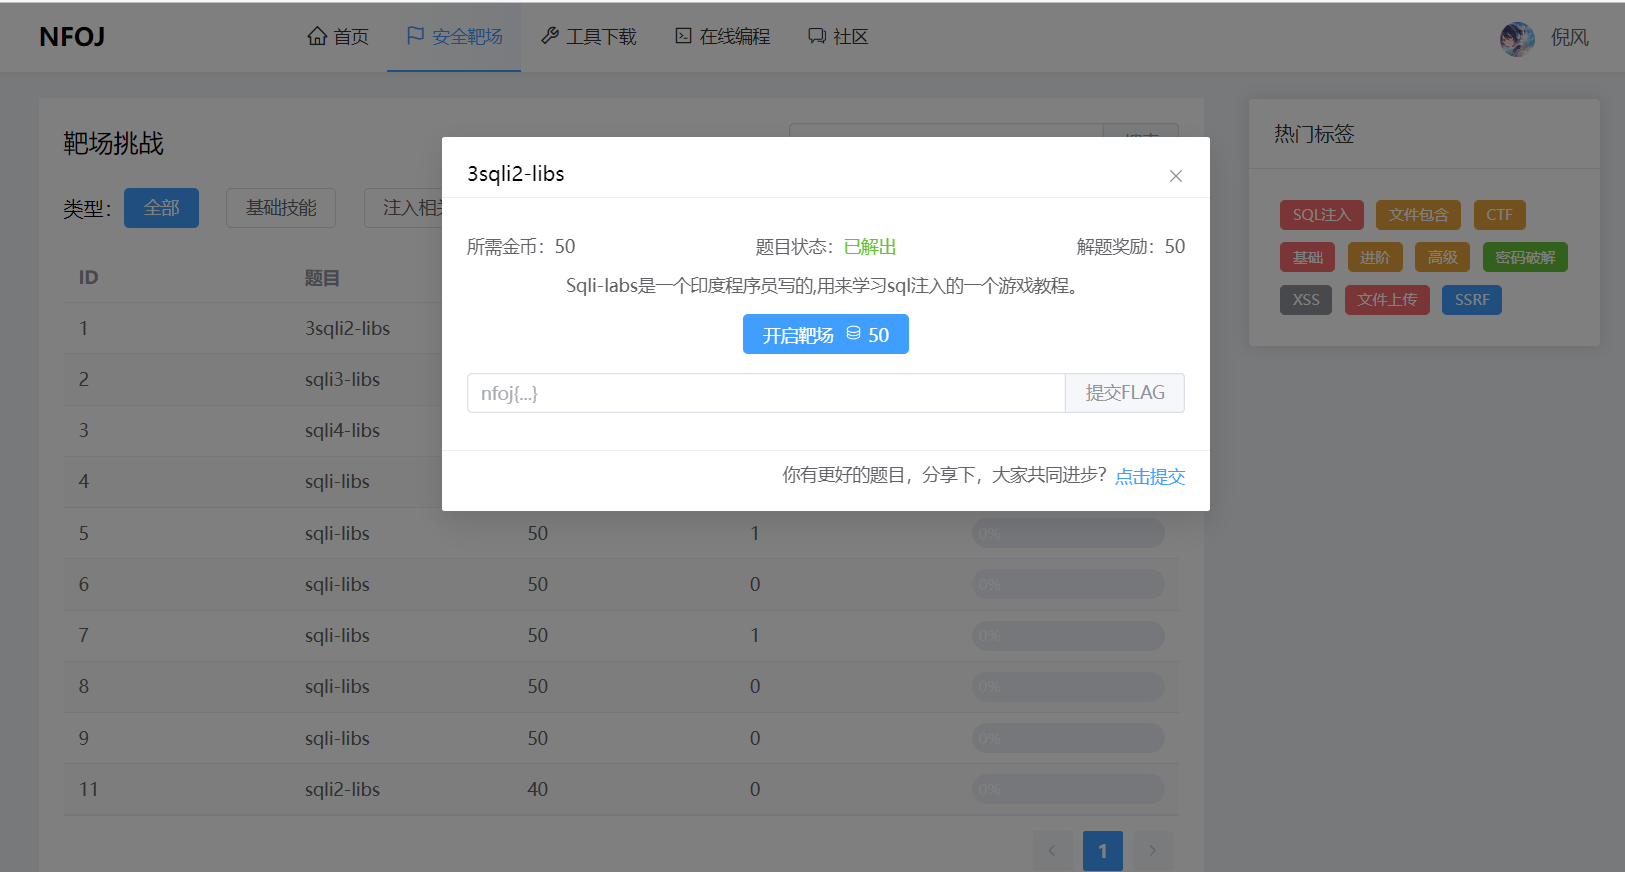 NFOJ
首页
安全靶场
工具下载
在线编程
社区
倪风
靶场挑战
类型：
全部
基础技能
注入相关
3sqli2-libs
所需金币：50
题目状态：已解出
解题奖励：50
Sqli-labs是一个印度程序员写的,用来学习sql注入的一个游戏教程。
开启靶场 50
nfoj{...}
提交FLAG
你有更好的题目，分享下，大家共同进步？点击提交
ID 题目
1 3sqli2-libs
2 sqli3-libs
3 sqli4-libs
4 sqli-libs
5 sqli-libs 50 1 0%
6 sqli-libs 50 0 0%
7 sqli-libs 50 1 0%
8 sqli-libs 50 0 0%
9 sqli-libs 50 0 0%
11 sqli2-libs 40 0 0%
1
热门标签
SQL注入 文件包含 CTF
基础 进阶 高级 密码破解
XSS 文件上传 SSRF